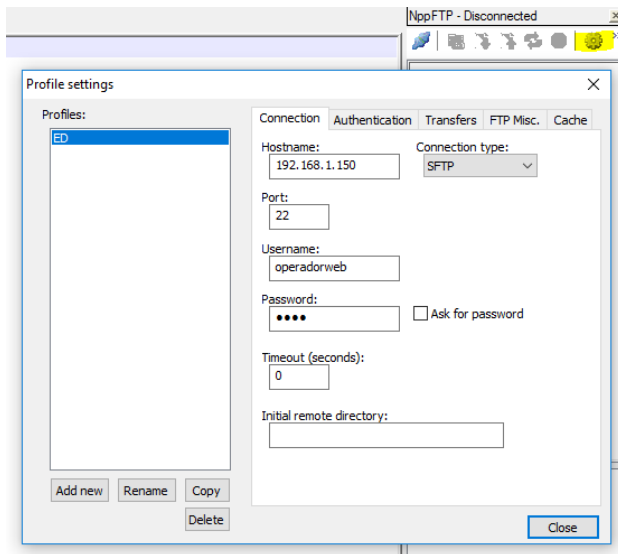 NppFTP - Disconnected
Profile settings
Profiles:
ED
Connection Authentication Transfers FTP Misc. Cache
Hostname: Connection type:
192.168.1.150 SFTP
Port:
22
Username:
operadorweb
Password:
●●●● Ask for password
Timeout (seconds):
0
Initial remote directory:
Add new Rename Copy
Delete
Close